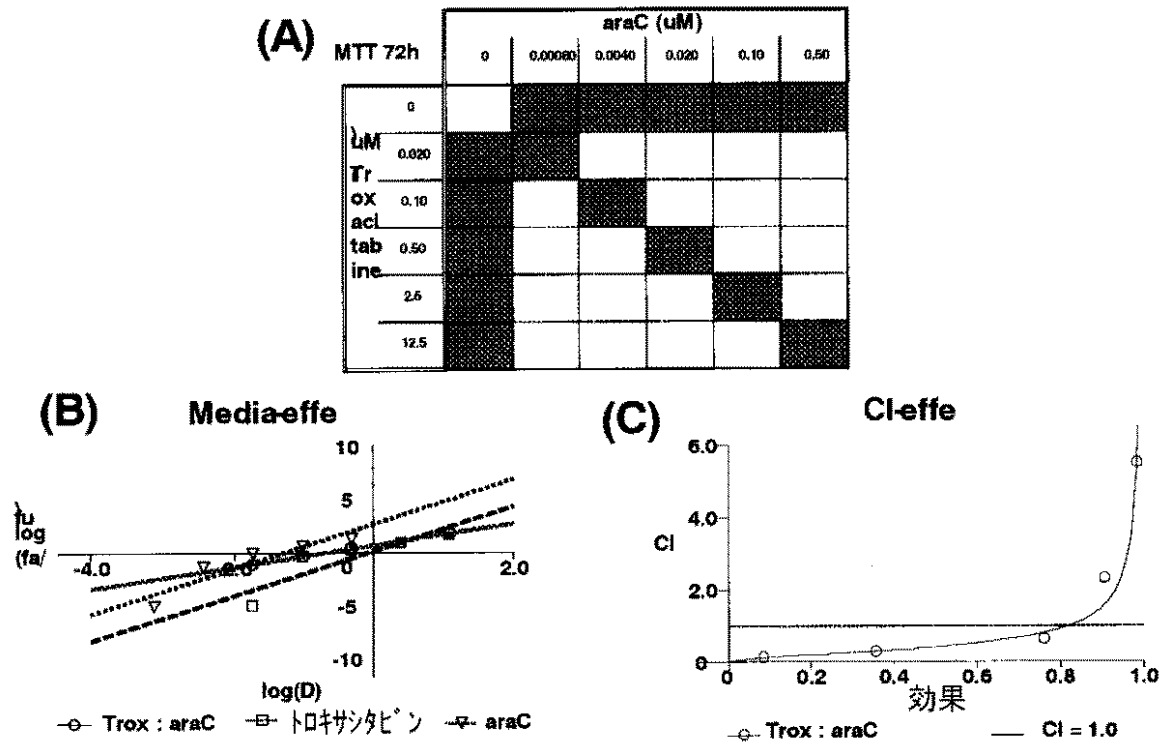 (A)
araC (uM)
MTT 72h
0 0.00080 0.0040 0.020 0.10 0.50
0
0.020
0.10
0.50
2.5
12.5
)
uM
Tr
ox
aci
tab
ine
(B) Media-effe
10
5
0
-5
-10
-4.0 -2.0 2.0
)
fu
log
(fa/
log(D)
Trox : araC トロキサシタビン araC
(C) CI-effe
6.0
4.0
2.0
0
CI
0 0.2 0.4 0.6 0.8 1.0
効果
Trox : araC CI = 1.0